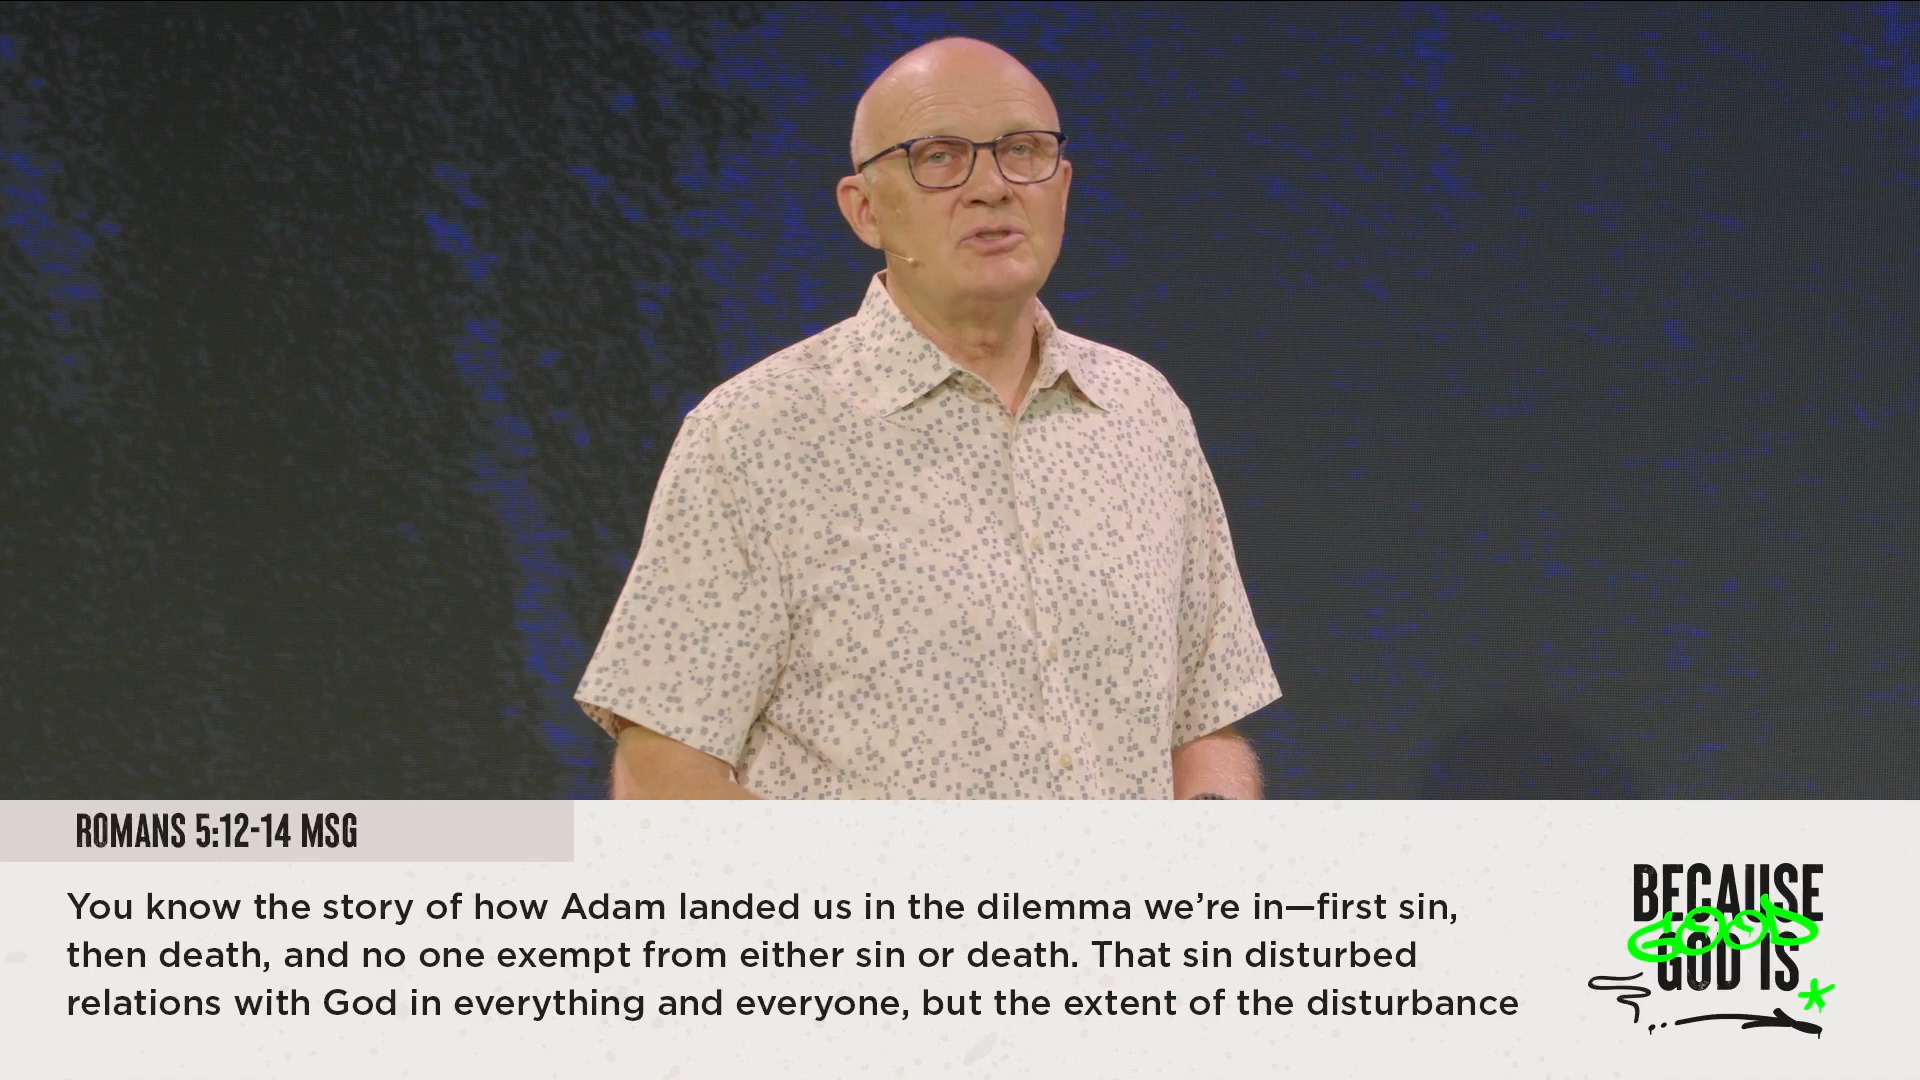 ROMANS 5:12-14 MSG
You know the story of how Adam landed us in the dilemma we’re in—first sin,
then death, and no one exempt from either sin or death. That sin disturbed
relations with God in everything and everyone, but the extent of the disturbance
BECAUSE
GOOD
GOD IS